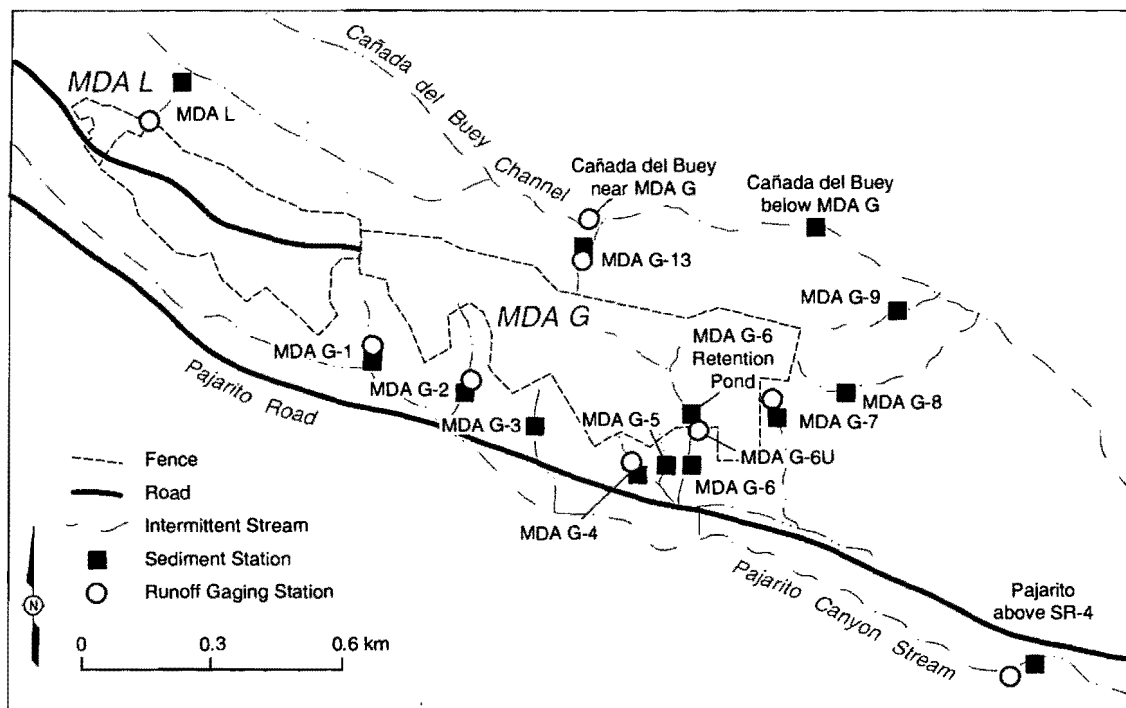 Cañada del Buey
Channel
MDA L
MDA L
Cañada del Buey
near MDA G
Cañada del Buey
below MDA G
MDA G-13
MDA G-9
MDA G
MDA G-6
Retention
Pond
MDA G-1
MDA G-2
MDA G-8
Pajarito Road
MDA G-3
MDA G-5
MDA G-7
MDA G-6U
MDA G-6
MDA G-4
Pajarito Canyon Stream
Pajarito
above SR-4
Fence
Road
Intermittent Stream
Sediment Station
Runoff Gaging Station
N
0 0.3 0.6 km